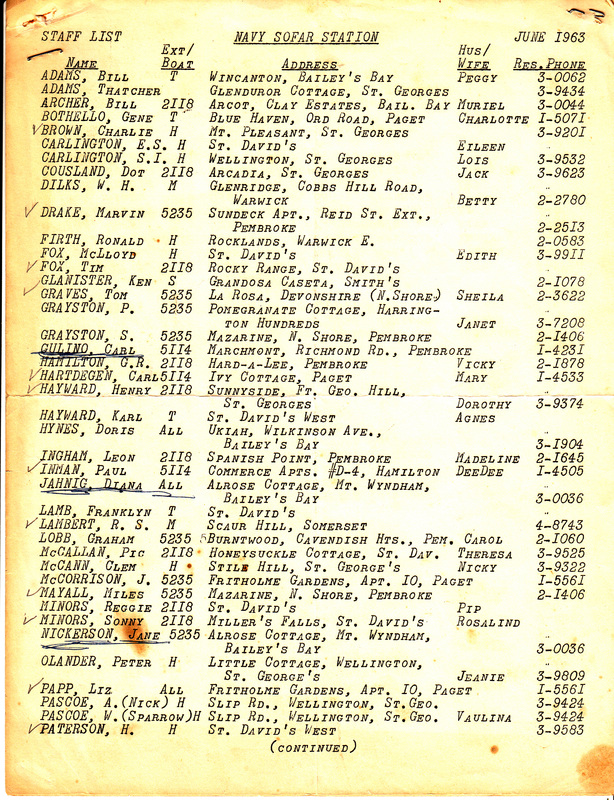 STAFF LIST NAVY SOFAR STATION JUNE 1963
EXT/ HUS/
NAME BOAT ADDRESS WIFE RES.PHONE
ADAMS, BILL T WINCANTON, BAILEY'S BAY PEGGY 3-0062
ADAMS, THATCHER GLENDUROR COTTAGE, ST. GEORGES 3-9434
ARCHER, BILL 2118 ARCOT, CLAY ESTATES, BAIL. BAY MURIEL 3-0044
BOTHELLO, GENE T BLUE HAVEN, ORD ROAD, PAGET CHARLOTTE 1-5071
BROWN, CHARLIE H MT. PLEASANT, ST. GEORGES 3-9201
CARLINGTON, E.S. H ST. DAVID'S EILEEN ..
CARLINGTON, S.I. H WELLINGTON, ST. GEORGES LOIS 3-9532
COUSLAND, DOT 2118 ARCADIA, ST. GEORGES JACK 3-9623
DILKS, W. H. M GLENRIDGE, COBBS HILL ROAD, ..
WARWICK BETTY 2-2780
DRAKE, MARVIN 5235 SUNDECK APT., REID ST. EXT., ..
PEMBROKE 2-2513
FIRTH, RONALD H ROCKLANDS, WARWICK E. 2-0583
FOX, MCLLOYD H ST. DAVID'S EDITH 3-9911
FOX, TIM 2118 ROCKY RANGE, ST. DAVID'S ..
GLANISTER, KEN S GRANDOSA CASETA, SMITH'S 2-1078
GRAVES, TOM 5235 LA ROSA, DEVONSHIRE (N.SHORE) SHEILA 2-3622
GRAYSTON, P. 5235 POMEGRANATE COTTAGE, HARRING- ..
TON HUNDREDS JANET 3-7208
GRAYSTON, S. 5235 MAZARINE, N. SHORE, PEMBROKE 2-1406
GULINO, CARL 5114 MARCHMONT, RICHMOND RD., PEMBROKE 1-4231
HAMILTON, G.R. 2118 HARD-A-LEE, PEMBROKE VICKY 2-1878
HARTDEGEN, CARL 5114 IVY COTTAGE, PAGET MARY 1-4533
HAYWARD, HENRY 2118 SUNNYSIDE, FT. GEO. HILL, ..
ST. GEORGES DOROTHY 3-9374
HAYWARD, KARL T ST. DAVID'S WEST AGNES
HYNES, DORIS ALL UKIAH, WILKINSON AVE., ..
BAILEY'S BAY 3-1904
INGHAM, LEON 2118 SPANISH POINT, PEMBROKE MADELINE 2-1645
INMAN, PAUL 5114 COMMERCE APTS. #D-4, HAMILTON DEEDEE 1-4505
JAHNIG, DIANA ALL ALROSE COTTAGE, MT. WYNDHAM, ..
BAILEY'S BAY 3-0036
LAMB, FRANKLYN T ST. DAVID'S ..
LAMBERT, R. S. M SCAUR HILL, SOMERSET 4-8743
LOBB, GRAHAM 5235 BURNTWOOD, CAVENDISH HTS., PEM. CAROL 2-1060
MCCALLAN, PIC 2118 HONEYSUCKLE COTTAGE, ST. DAV. THERESA 3-9525
MCCANN, CLEM H STILE HILL, ST. GEORGE'S NICKY 3-9322
MCCORRISON, J. 5235 FRITHOLME GARDENS, APT. 10, PAGET 1-5561
MAYALL, MILES 5235 MAZARINE, N. SHORE, PEMBROKE 2-1406
MINORS, REGGIE 2118 ST. DAVID'S PIP ..
MINORS, SONNY 2118 MILLER'S FALLS, ST. DAVID'S ROSALIND ..
NICKERSON, JANE 5235 ALROSE COTTAGE, MT. WYNDHAM, ..
BAILEY'S BAY 3-0036
OLANDER, PETER H LITTLE COTTAGE, WELLINGTON, ..
ST. GEORGE'S JEANIE 3-9809
PAPP, LIZ ALL FRITHOLME GARDENS, APT. 10, PAGET 1-5561
PASCOE, A.(NICK) H SLIP RD., WELLINGTON, ST.GEO. 3-9424
PASCOE, W.(SPARROW)H SLIP RD., WELLINGTON, ST.GEO. VAULINA 3-9424
PATERSON, H. H ST. DAVID'S WEST 3-9583
(CONTINUED)